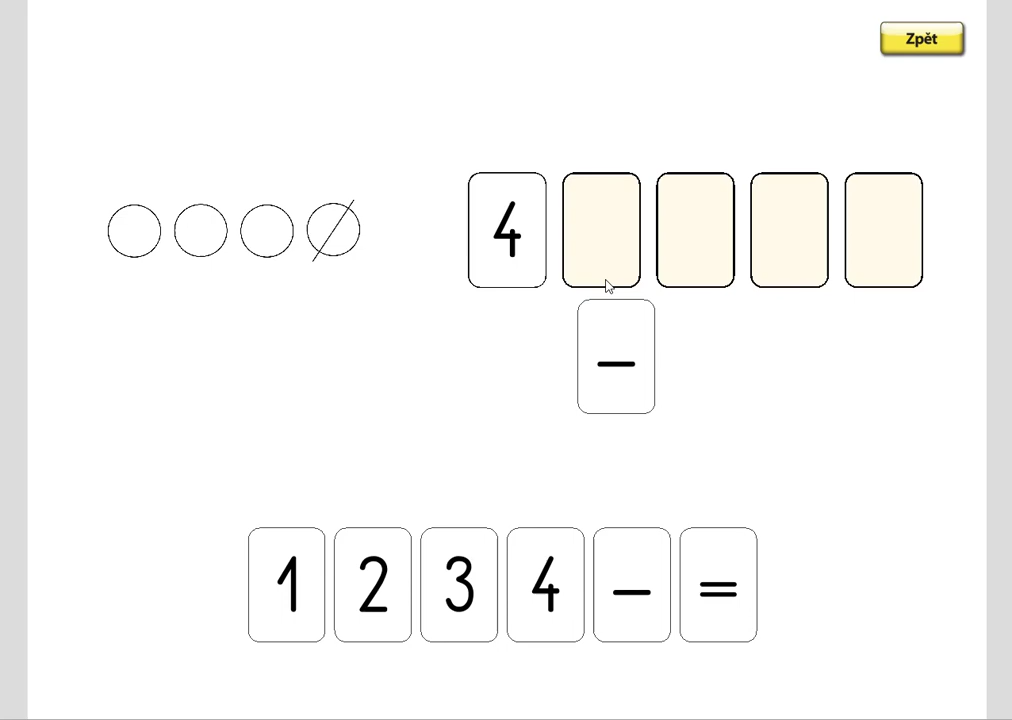 Zpět
4
–
1 2 3 4 – =